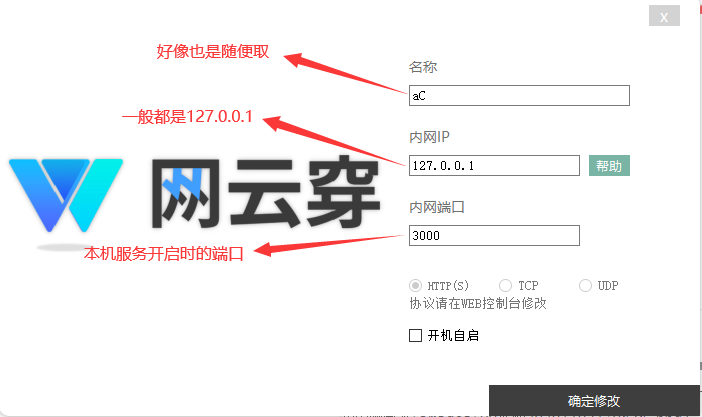 x
好像也是随便取
名称
aC
一般都是127.0.0.1
内网IP
127.0.0.1
帮助
网云穿
内网端口
3000
本机服务开启时的端口
HTTP(S) TCP UDP
协议请在WEB控制台修改
开机自启
确定修改